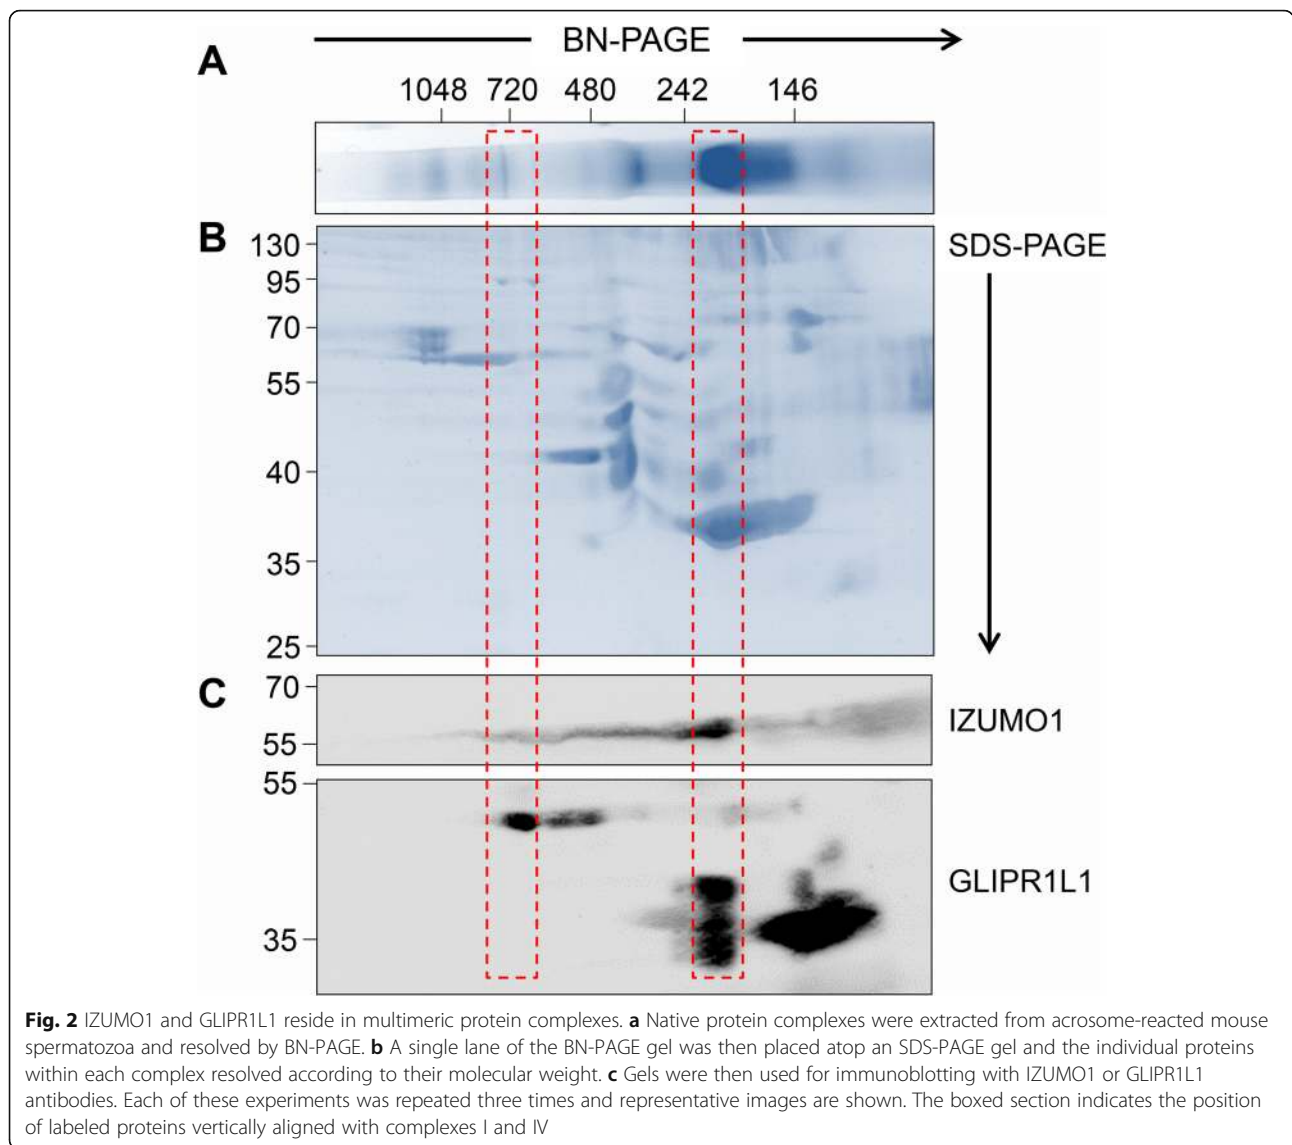 BN-PAGE
A
1048 720 480 242 146
B
SDS-PAGE
130
95
70
55
40
35
25
C
70
IZUMO1
55
55
GLIPR1L1
35
Fig. 2 IZUMO1 and GLIPR1L1 reside in multimeric protein complexes. a Native protein complexes were extracted from acrosome-reacted mouse
spermatozoa and resolved by BN-PAGE. b A single lane of the BN-PAGE gel was then placed atop an SDS-PAGE gel and the individual proteins
within each complex resolved according to their molecular weight. c Gels were then used for immunoblotting with IZUMO1 or GLIPR1L1
antibodies. Each of these experiments was repeated three times and representative images are shown. The boxed section indicates the position
of labeled proteins vertically aligned with complexes I and IV